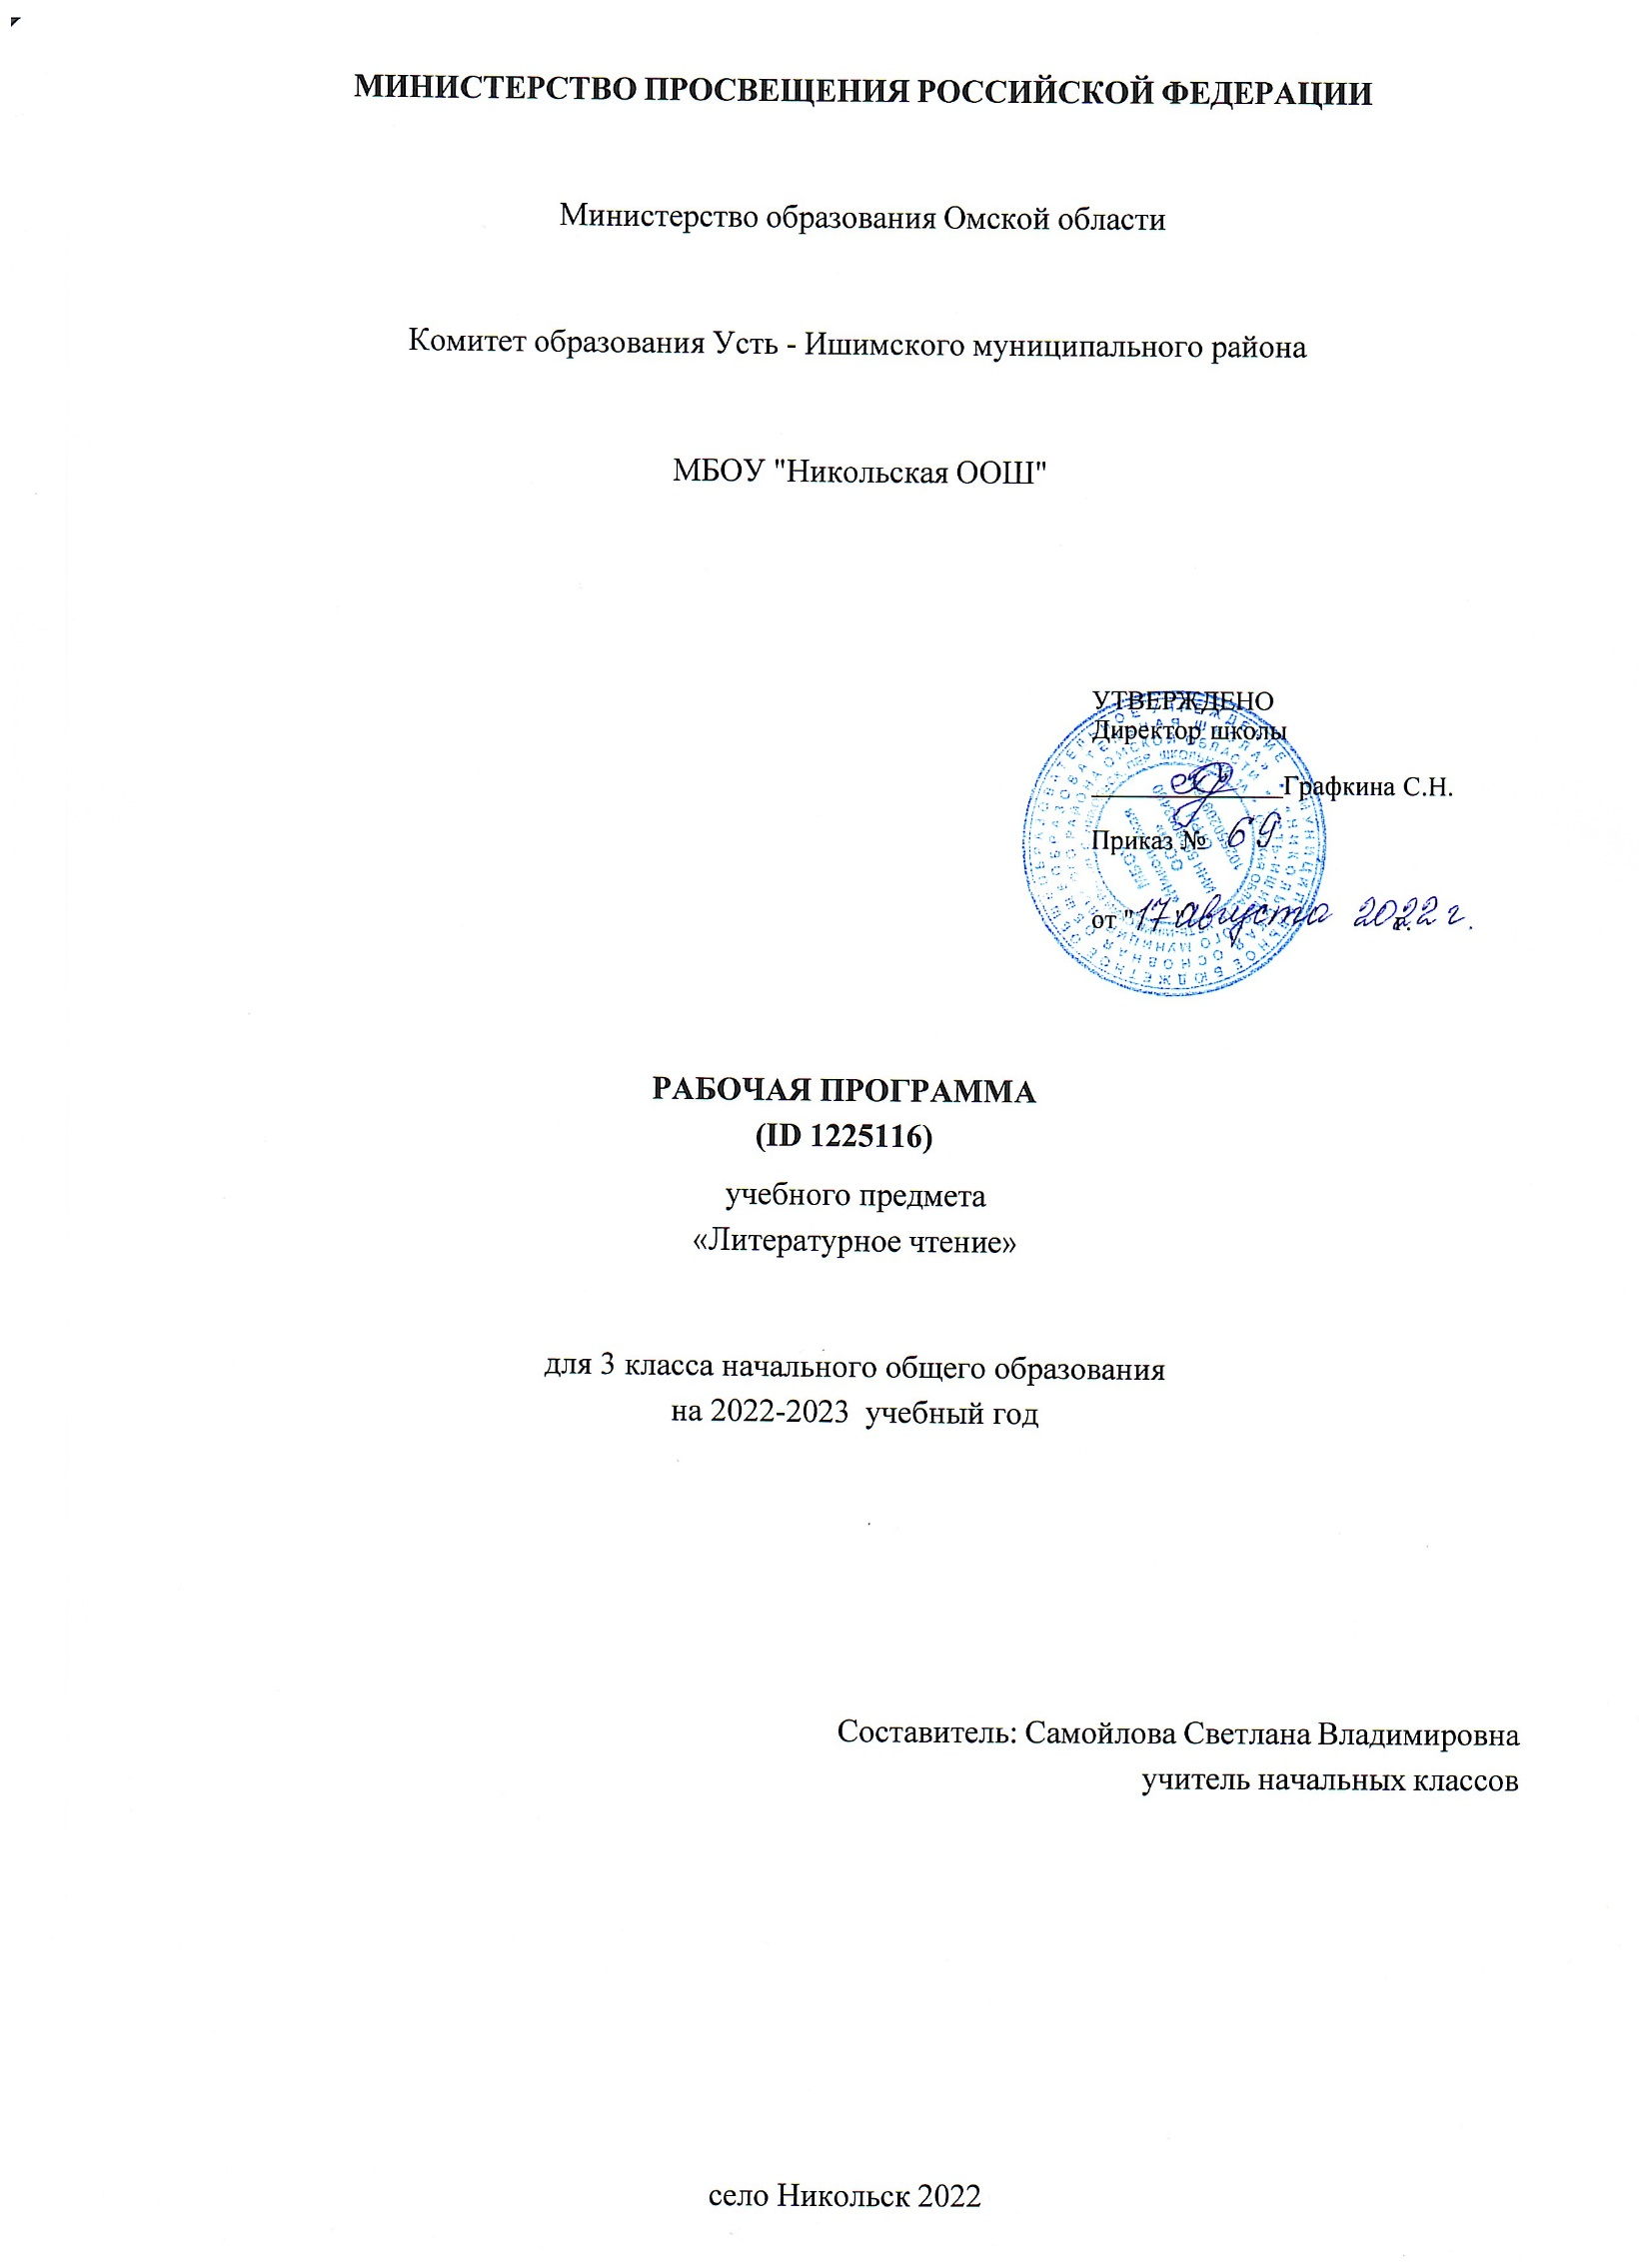 МИНИСТЕРСТВО ПРОСВЕЩЕНИЯ РОССИЙСКОЙ ФЕДЕРАЦИИ
Министерство образования Омской области
Комитет образования Усть - Ишимского муниципального района
МБОУ "Никольская ООШ"
УТВЕРЖДЕНО
Директор школы
Графкина С.Н.
Приказ № 69
от "17" августа 2022 г.
РАБОЧАЯ ПРОГРАММА
(ID 1225116)
учебного предмета
«Литературное чтение»
для 3 класса начального общего образования
на 2022-2023 учебный год
Составитель: Самойлова Светлана Владимировна
учитель начальных классов
село Никольск 2022